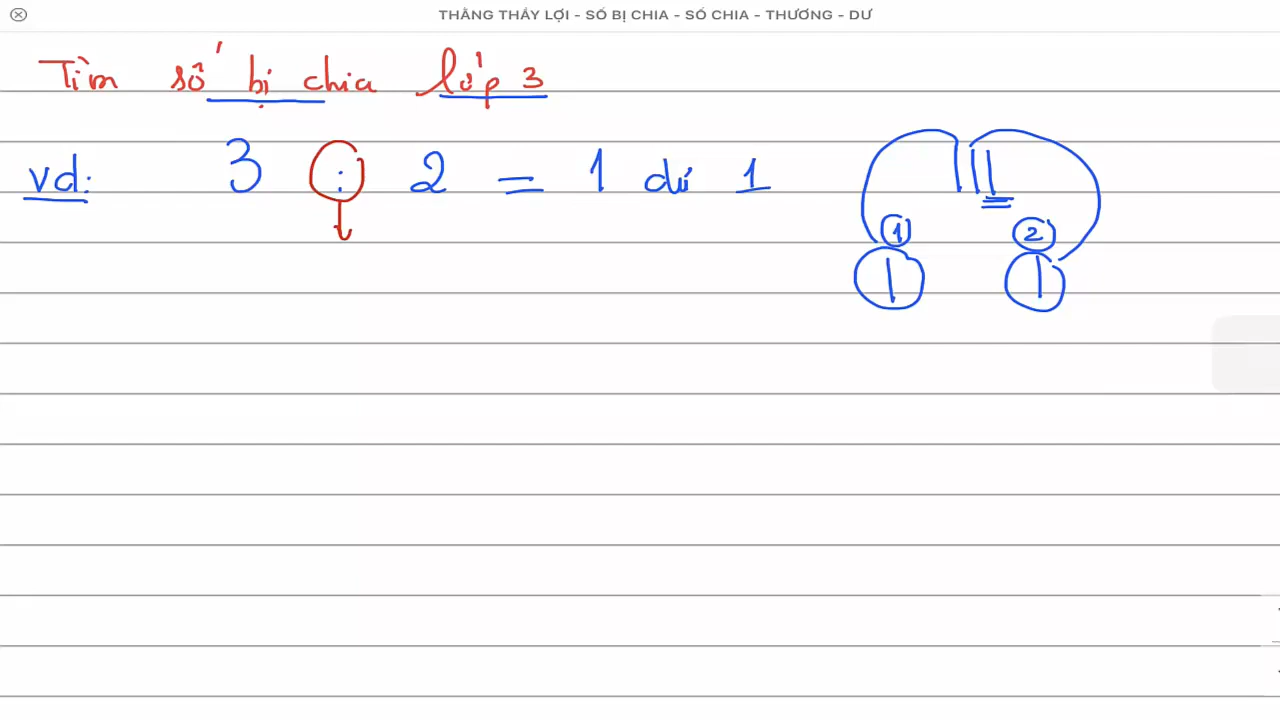 THẰNG THẦY LỢI - SỐ BỊ CHIA - SỐ CHIA - THƯƠNG - DƯ
Tìm số bị chia lớp 3
vd: 3 : 2 = 1 dư 1
1 2